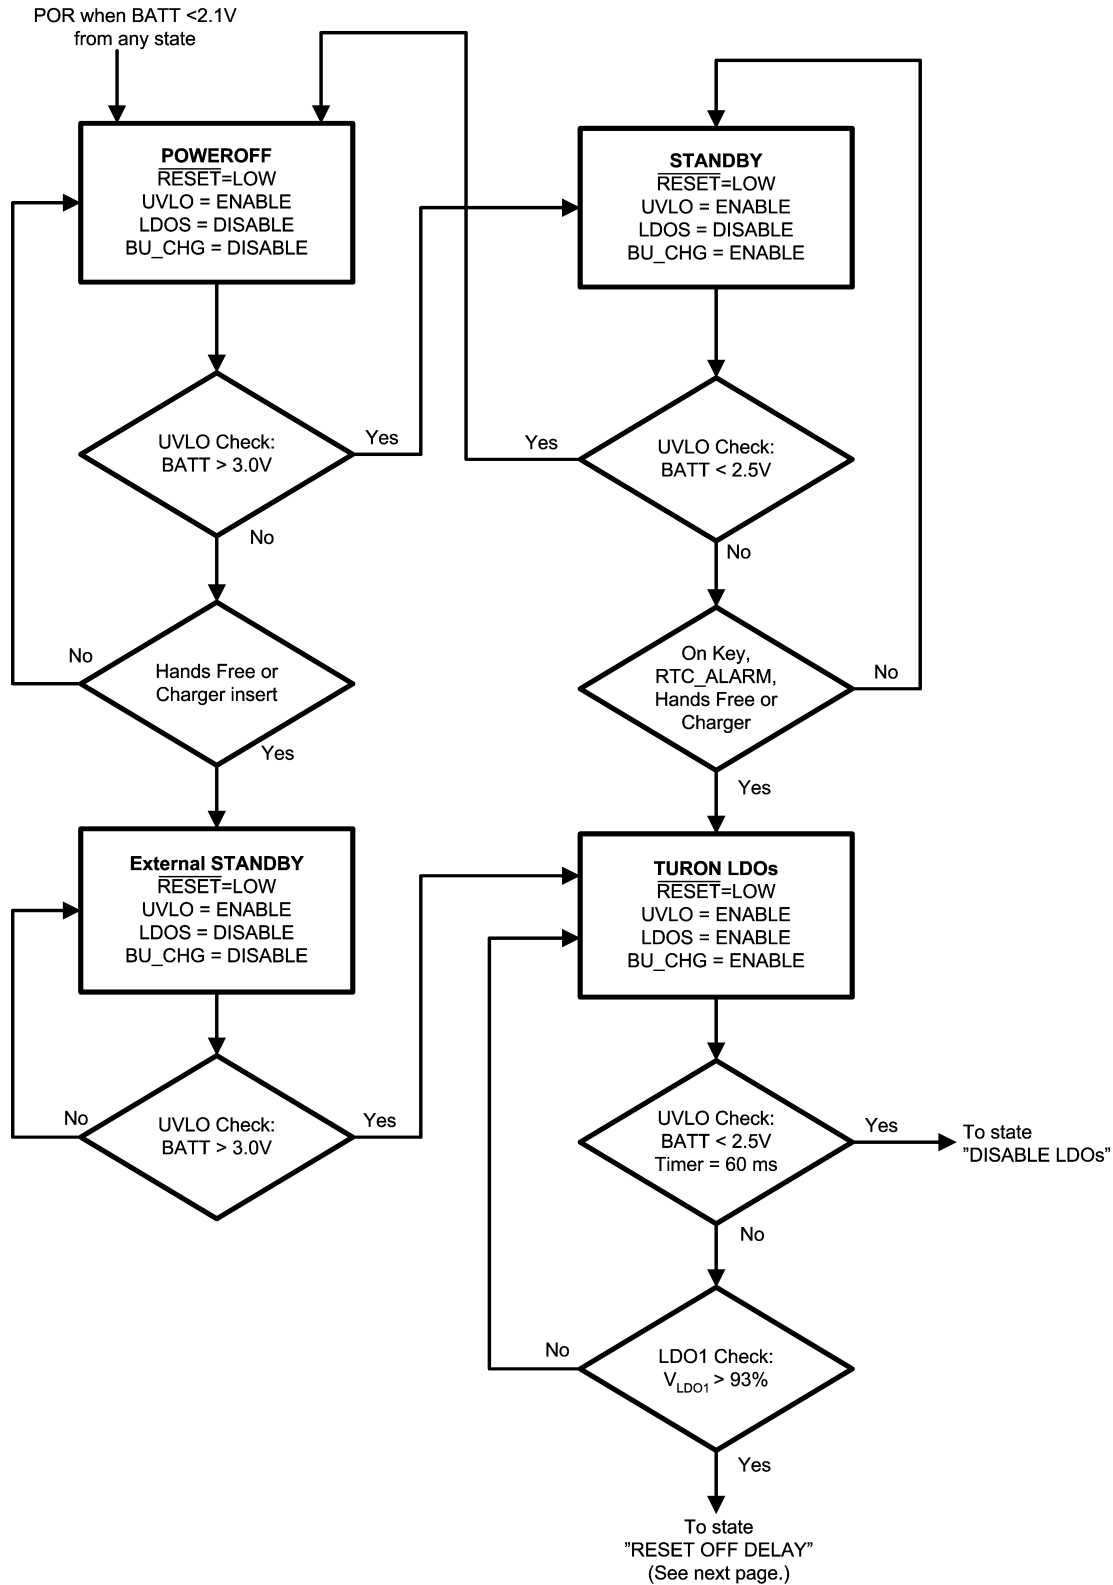 POR when BATT <2.1V
from any state
POWEROFF
RESET=LOW
UVLO = ENABLE
LDOS = DISABLE
BU_CHG = DISABLE
STANDBY
RESET=LOW
UVLO = ENABLE
LDOS = DISABLE
BU_CHG = ENABLE
UVLO Check:
BATT > 3.0V
Yes
No
UVLO Check:
BATT < 2.5V
Yes
No
Hands Free or
Charger insert
No
Yes
On Key,
RTC_ALARM,
Hands Free or
Charger
No
Yes
External STANDBY
RESET=LOW
UVLO = ENABLE
LDOS = DISABLE
BU_CHG = DISABLE
TURON LDOs
RESET=LOW
UVLO = ENABLE
LDOS = ENABLE
BU_CHG = ENABLE
UVLO Check:
BATT > 3.0V
No
Yes
UVLO Check:
BATT < 2.5V
Timer = 60 ms
Yes
No
To state
”DISABLE LDOs”
LDO1 Check:
VLDO1 > 93%
No
Yes
To state
”RESET OFF DELAY”
(See next page.)